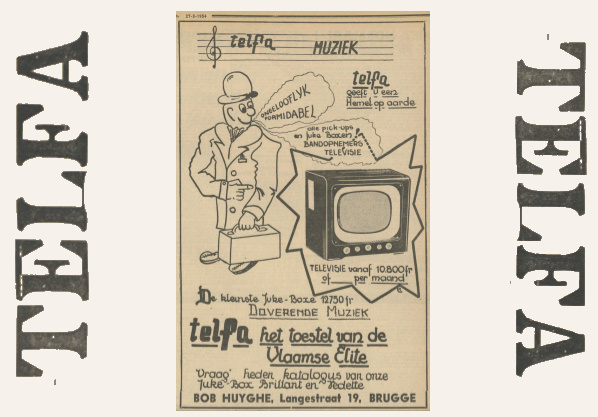 TELFA
27-3-1954
telfa MUZIEK
telfa
geeft U een
Hemel op aarde
ONGELOOFLYK
FORMIDABEL
alle pick-ups
en Juke Boxen
BANDOPNEMERS
TELEVISIE
TELEVISIE vanaf 10.800 fr
of per maand
De kleinste Juke-Boxe 12750 fr
DAVERENDE MUZIEK
telfa het toestel van de
Vlaamse Elite
Vraag heden katalogus van onze
Juke-Box Brillant en Vedette
BOB HUYGHE, Langestraat 19, BRUGGE
TELFA